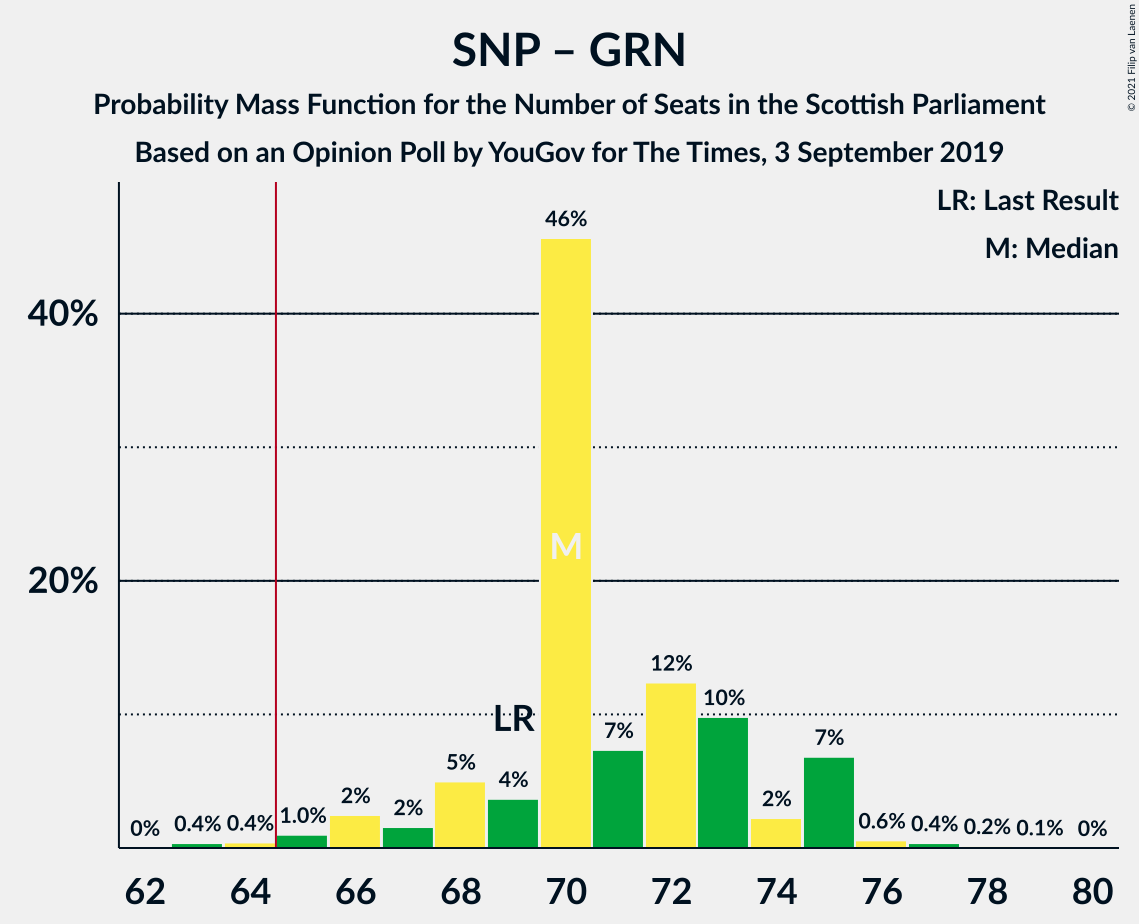 SNP – GRN
Probability Mass Function for the Number of Seats in the Scottish Parliament
Based on an Opinion Poll by YouGov for The Times, 3 September 2019
© 2021 Filip van Laenen
LR: Last Result
M: Median
40%
20%
0%
0.4%
0.4%
1.0%
2%
2%
5%
4%
LR
46%
M
7%
12%
10%
2%
7%
0.6%
0.4%
0.2%
0.1%
0%
62 64 66 68 70 72 74 76 78 80